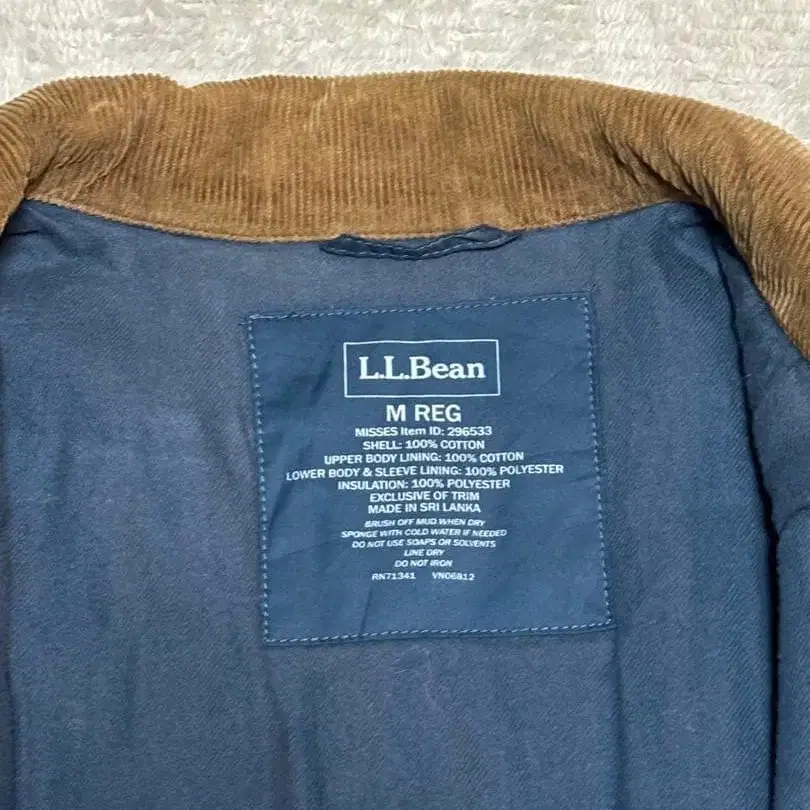 L.L.Bean
M REG
MISSES Item ID: 296533
SHELL: 100% COTTON
UPPER BODY LINING: 100% COTTON
LOWER BODY & SLEEVE LINING: 100% POLYESTER
INSULATION: 100% POLYESTER
EXCLUSIVE OF TRIM
MADE IN SRI LANKA
BRUSH OFF MUD WHEN DRY
SPONGE WITH COLD WATER IF NEEDED
DO NOT USE SOAPS OR SOLVENTS
LINE DRY
DO NOT IRON
RN71341 VN06812